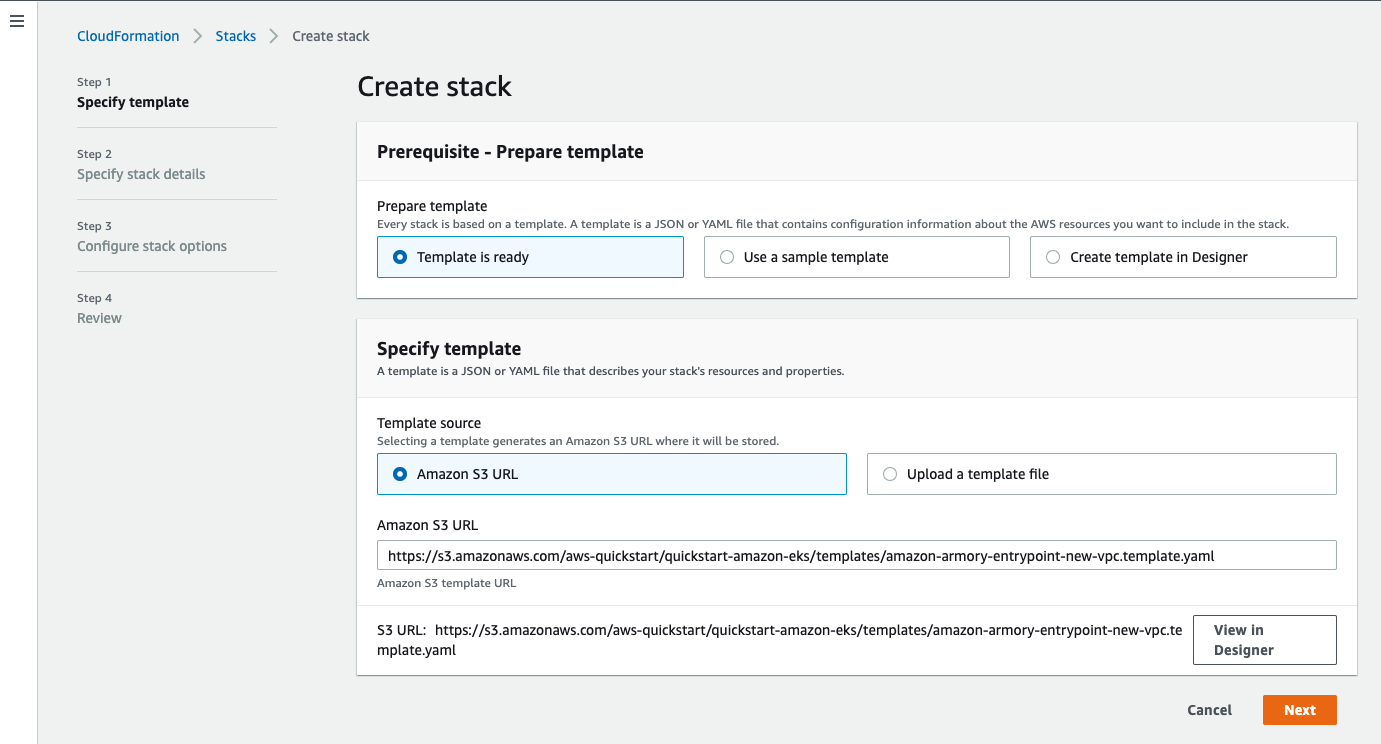 CloudFormation > Stacks > Create stack
Step 1
Specify template
Step 2
Specify stack details
Step 3
Configure stack options
Step 4
Review
Create stack
Prerequisite - Prepare template
Prepare template
Every stack is based on a template. A template is a JSON or YAML file that contains configuration information about the AWS resources you want to include in the stack.
Template is ready
Use a sample template
Create template in Designer
Specify template
A template is a JSON or YAML file that describes your stack's resources and properties.
Template source
Selecting a template generates an Amazon S3 URL where it will be stored.
Amazon S3 URL
Upload a template file
Amazon S3 URL
https://s3.amazonaws.com/aws-quickstart/quickstart-amazon-eks/templates/amazon-armory-entrypoint-new-vpc.template.yaml
Amazon S3 template URL
S3 URL: https://s3.amazonaws.com/aws-quickstart/quickstart-amazon-eks/templates/amazon-armory-entrypoint-new-vpc.te
mplate.yaml
View in
Designer
Cancel
Next